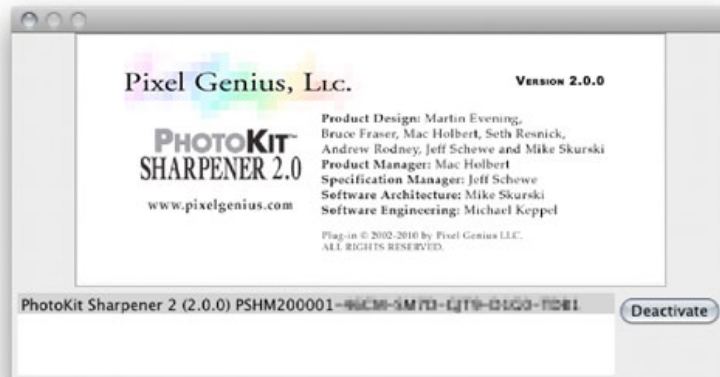 Pixel Genius, LLC.
VERSION 2.0.0
PHOTOKIT™
SHARPENER 2.0
www.pixelgenius.com
Product Design: Martin Evening,
Bruce Fraser, Mac Holbert, Seth Resnick,
Andrew Rodney, Jeff Schewe and Mike Skurski
Product Manager: Mac Holbert
Specification Manager: Jeff Schewe
Software Architecture: Mike Skurski
Software Engineering: Michael Keppel
Plug-in © 2002-2010 by Pixel Genius LLC.
ALL RIGHTS RESERVED.
PhotoKit Sharpener 2 (2.0.0) PSHM200001-
Deactivate